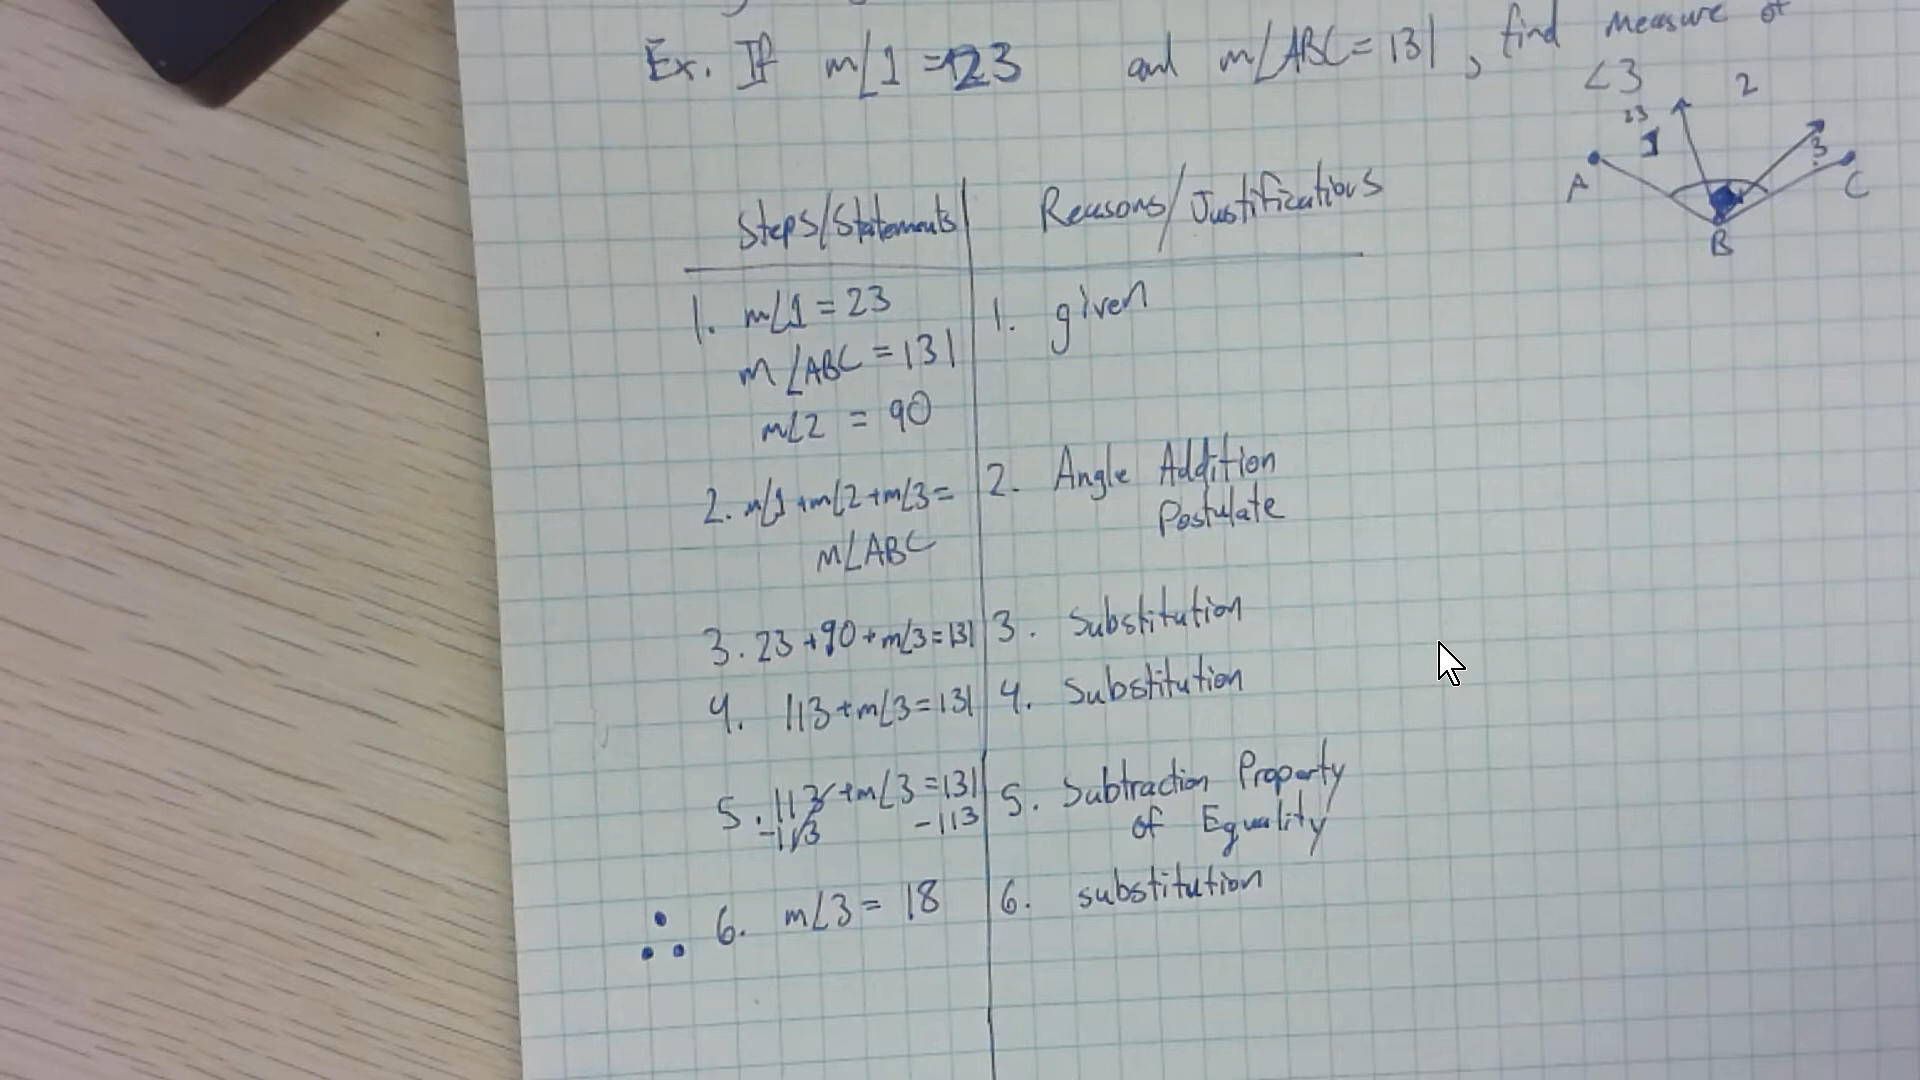 Ex. If m∠1 = 23 and m∠ABC = 131, find measure of
∠3
2
23
1
3
A
C
B
Steps/Statements
Reasons/Justifications
1. m∠1 = 23
1. given
m∠ABC = 131
m∠2 = 90
2. m∠1 + m∠2 + m∠3 =
m∠ABC
2. Angle Addition
Postulate
3. 23 + 90 + m∠3 = 131
3. Substitution
4. 113 + m∠3 = 131
4. Substitution
5. 113 + m∠3 = 131
-113 -113
5. Subtraction Property
of Equality
∴ 6. m∠3 = 18
6. substitution